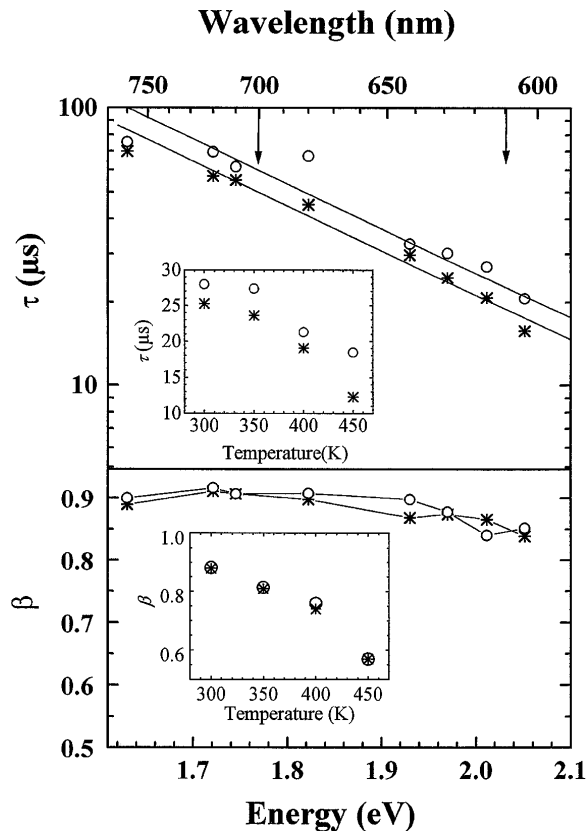 Wavelength (nm)
750 700 650 600
100
τ (μs)
10
30
25
20
15
10
τ (μs)
300 350 400 450
Temperature(K)
0.9
0.8
0.7
0.6
0.5
β
1.0
0.8
0.6
β
300 350 400 450
Temperature (K)
1.7 1.8 1.9 2.0 2.1
Energy (eV)